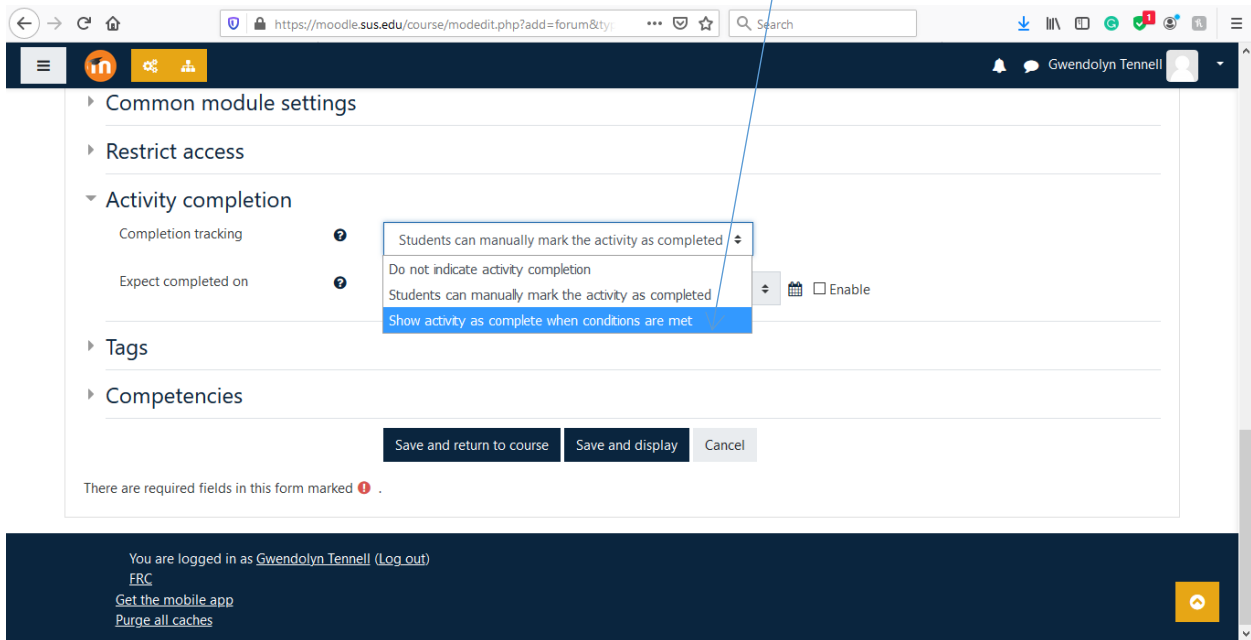 https://moodle.sus.edu/course/modedit.php?add=forum&ty
Search
1
Gwendolyn Tennell
Common module settings
Restrict access
Activity completion
Completion tracking
Students can manually mark the activity as completed
Do not indicate activity completion
Expect completed on
Students can manually mark the activity as completed
Enable
Show activity as complete when conditions are met
Tags
Competencies
Save and return to course Save and display Cancel
There are required fields in this form marked .
You are logged in as Gwendolyn Tennell (Log out)
FRC
Get the mobile app
Purge all caches